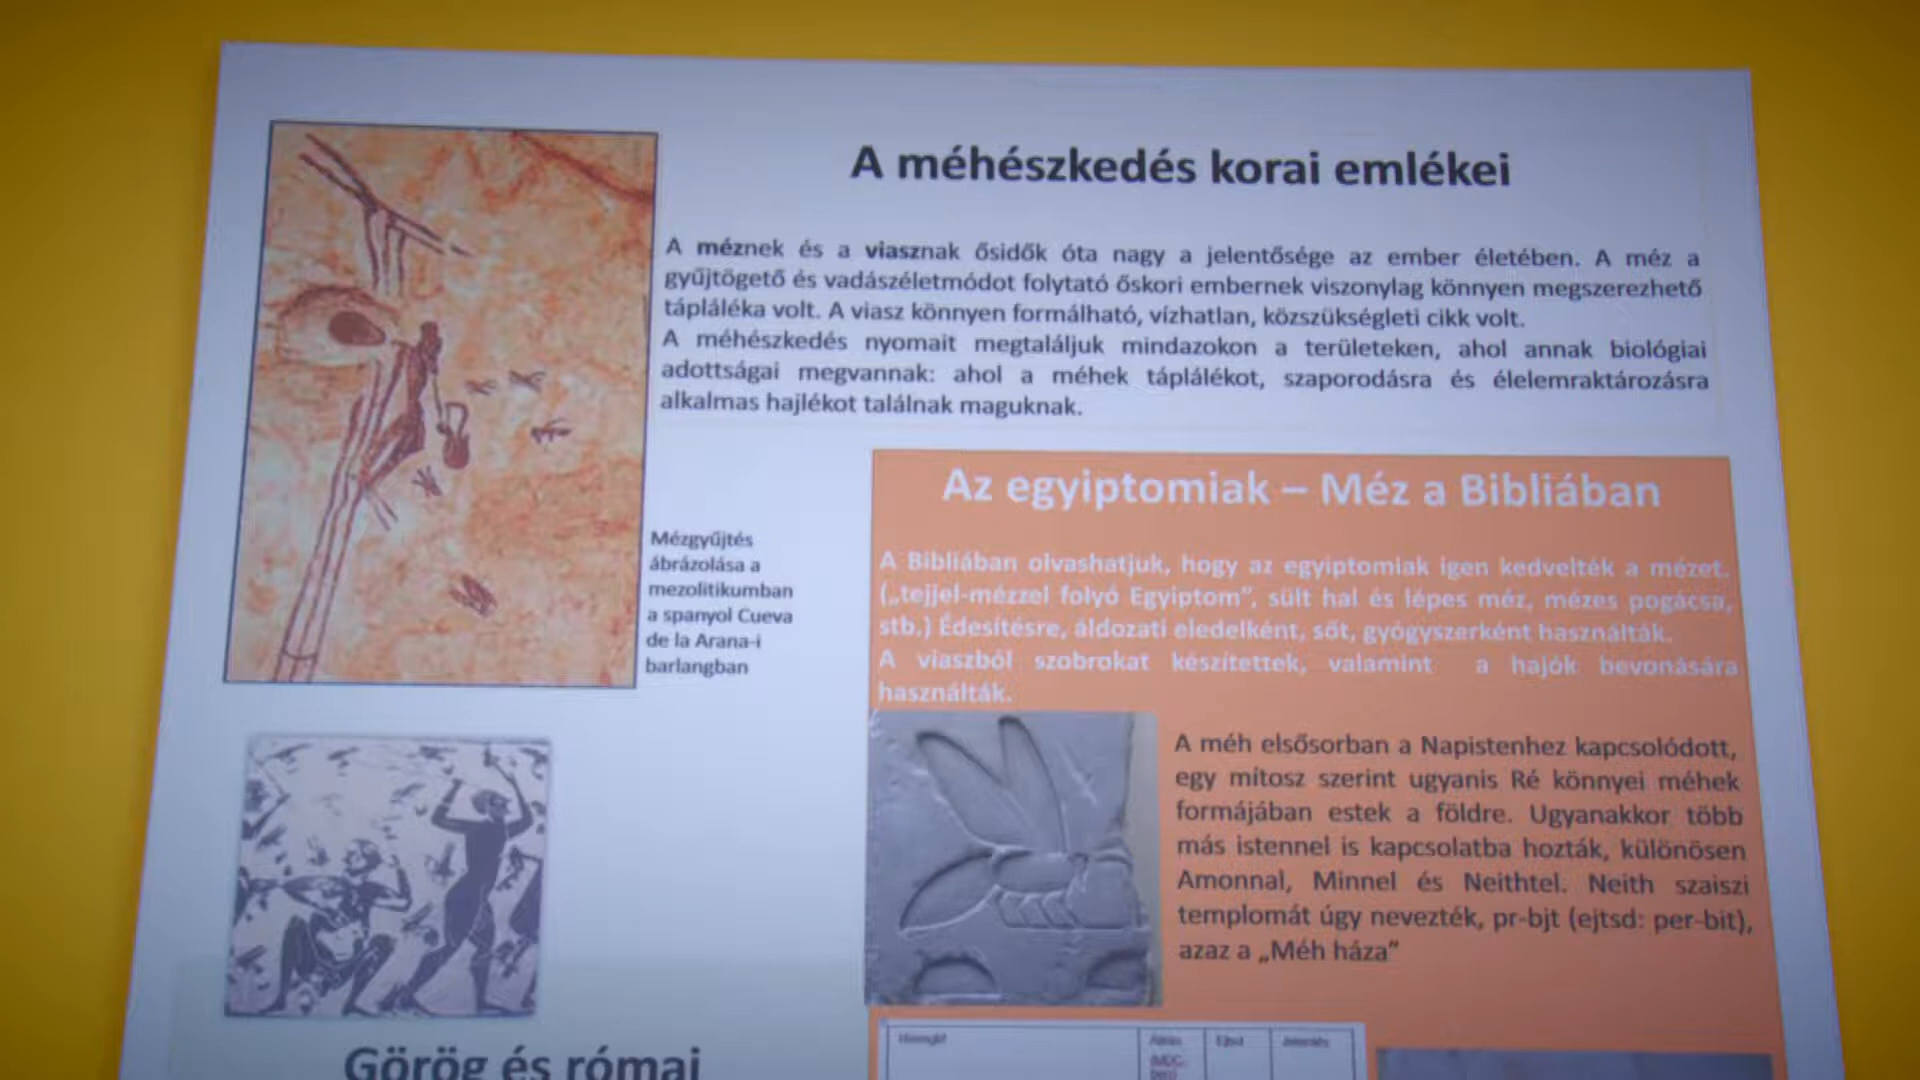 A méhészkedés korai emlékei
A méznek és a viasznak ősidők óta nagy a jelentősége az ember életében. A méz a
gyűjtögető és vadászéletmódot folytató őskori embernek viszonylag könnyen megszerezhető
tápláléka volt. A viasz könnyen formálható, vízhatlan, közszükségleti cikk volt.
A méhészkedés nyomait megtaláljuk mindazokon a területeken, ahol annak biológiai
adottságai megvannak: ahol a méhek táplálékot, szaporodásra és élelemraktározásra
alkalmas hajlékot találnak maguknak.
Mézgyűjtés
ábrázolása a
mezolitikumban
a spanyol Cueva
de la Arana-i
barlangban
Az egyiptomiak – Méz a Bibliában
A Bibliában olvashatjuk, hogy az egyiptomiak igen kedvelték a mézet.
(„tejjel-mézzel folyó Egyiptom”, sült hal és lépes méz, mézes pogácsa,
stb.) Édesítésre, áldozati eledelként, sőt, gyógyszerként használták.
A viaszból szobrokat készítettek, valamint a hajók bevonására
használták.
A méh elsősorban a Napistenhez kapcsolódott,
egy mítosz szerint ugyanis Ré könnyei méhek
formájában estek a földre. Ugyanakkor több
más istennel is kapcsolatba hozták, különösen
Amonnal, Minnel és Neithtel. Neith szaiszi
templomát úgy nevezték, pr-bjt (ejtsd: per-bit),
azaz a „Méh háza”
Görög és római
Hieroglif Átírás Ejtsd Jelentés